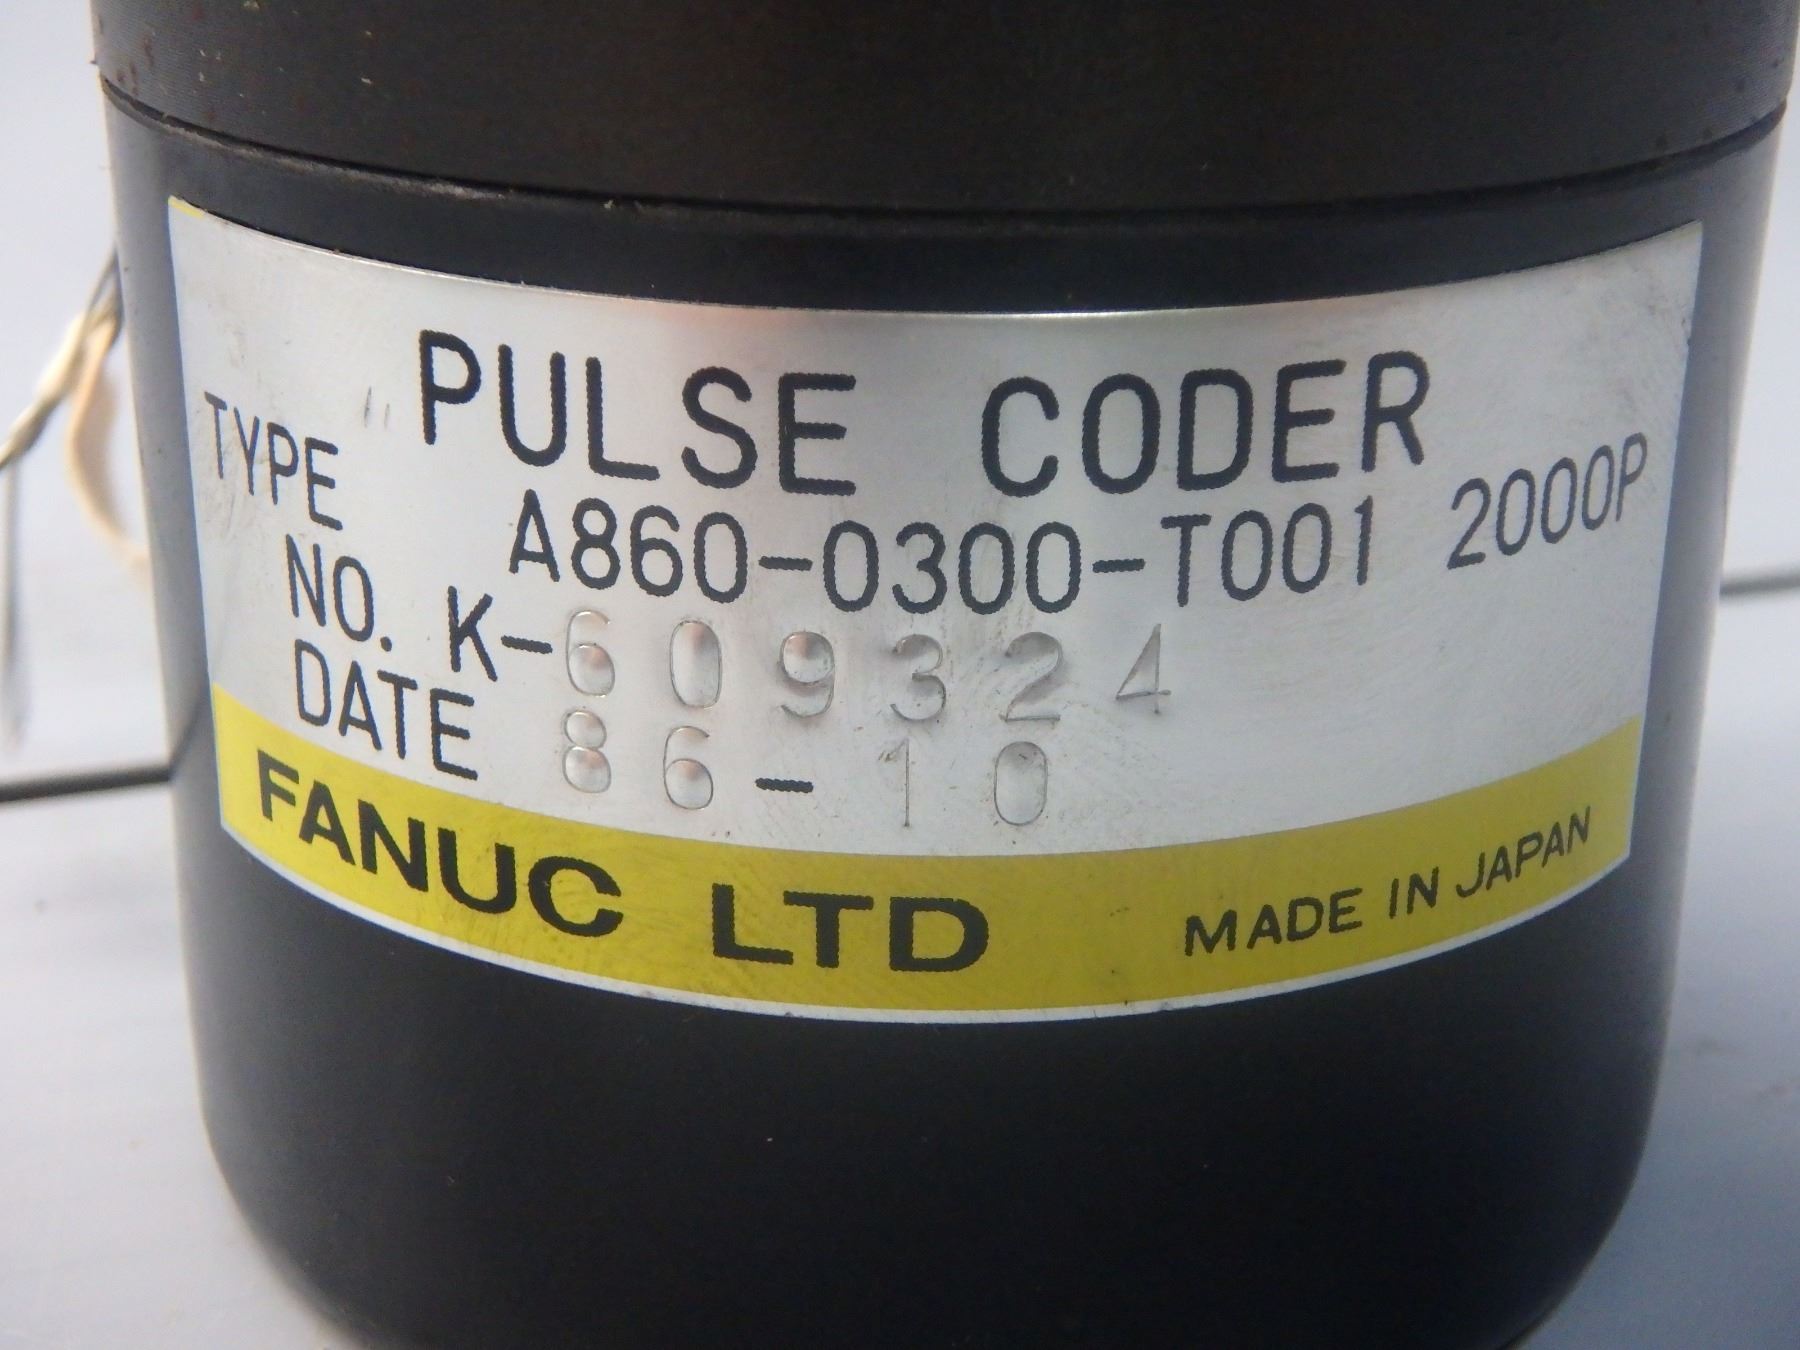 PULSE CODER
TYPE A860-0300-T001 2000P
NO. K-609324
DATE 86-10
FANUC LTD MADE IN JAPAN